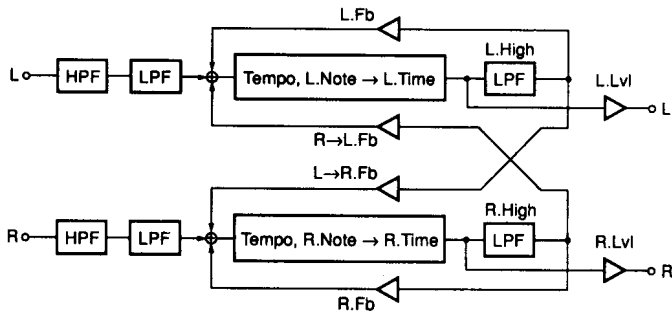 L.Fb
L.High
L
HPF
LPF
Tempo, L.Note → L.Time
LPF
L.Lvl
L
R→L.Fb
L→R.Fb
R.High
R
HPF
LPF
Tempo, R.Note → R.Time
LPF
R.Lvl
R
R.Fb